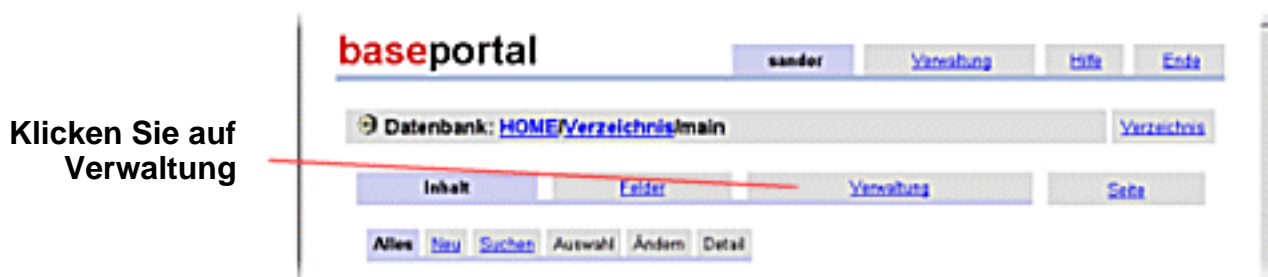 baseportal
sander Verwaltung Hilfe Ende
Datenbank: HOME/Verzeichnis/main Verzeichnis
Klicken Sie auf
Verwaltung
Inhalt Felder Verwaltung Seite
Alles Neu Suchen Auswahl Ändern Detail